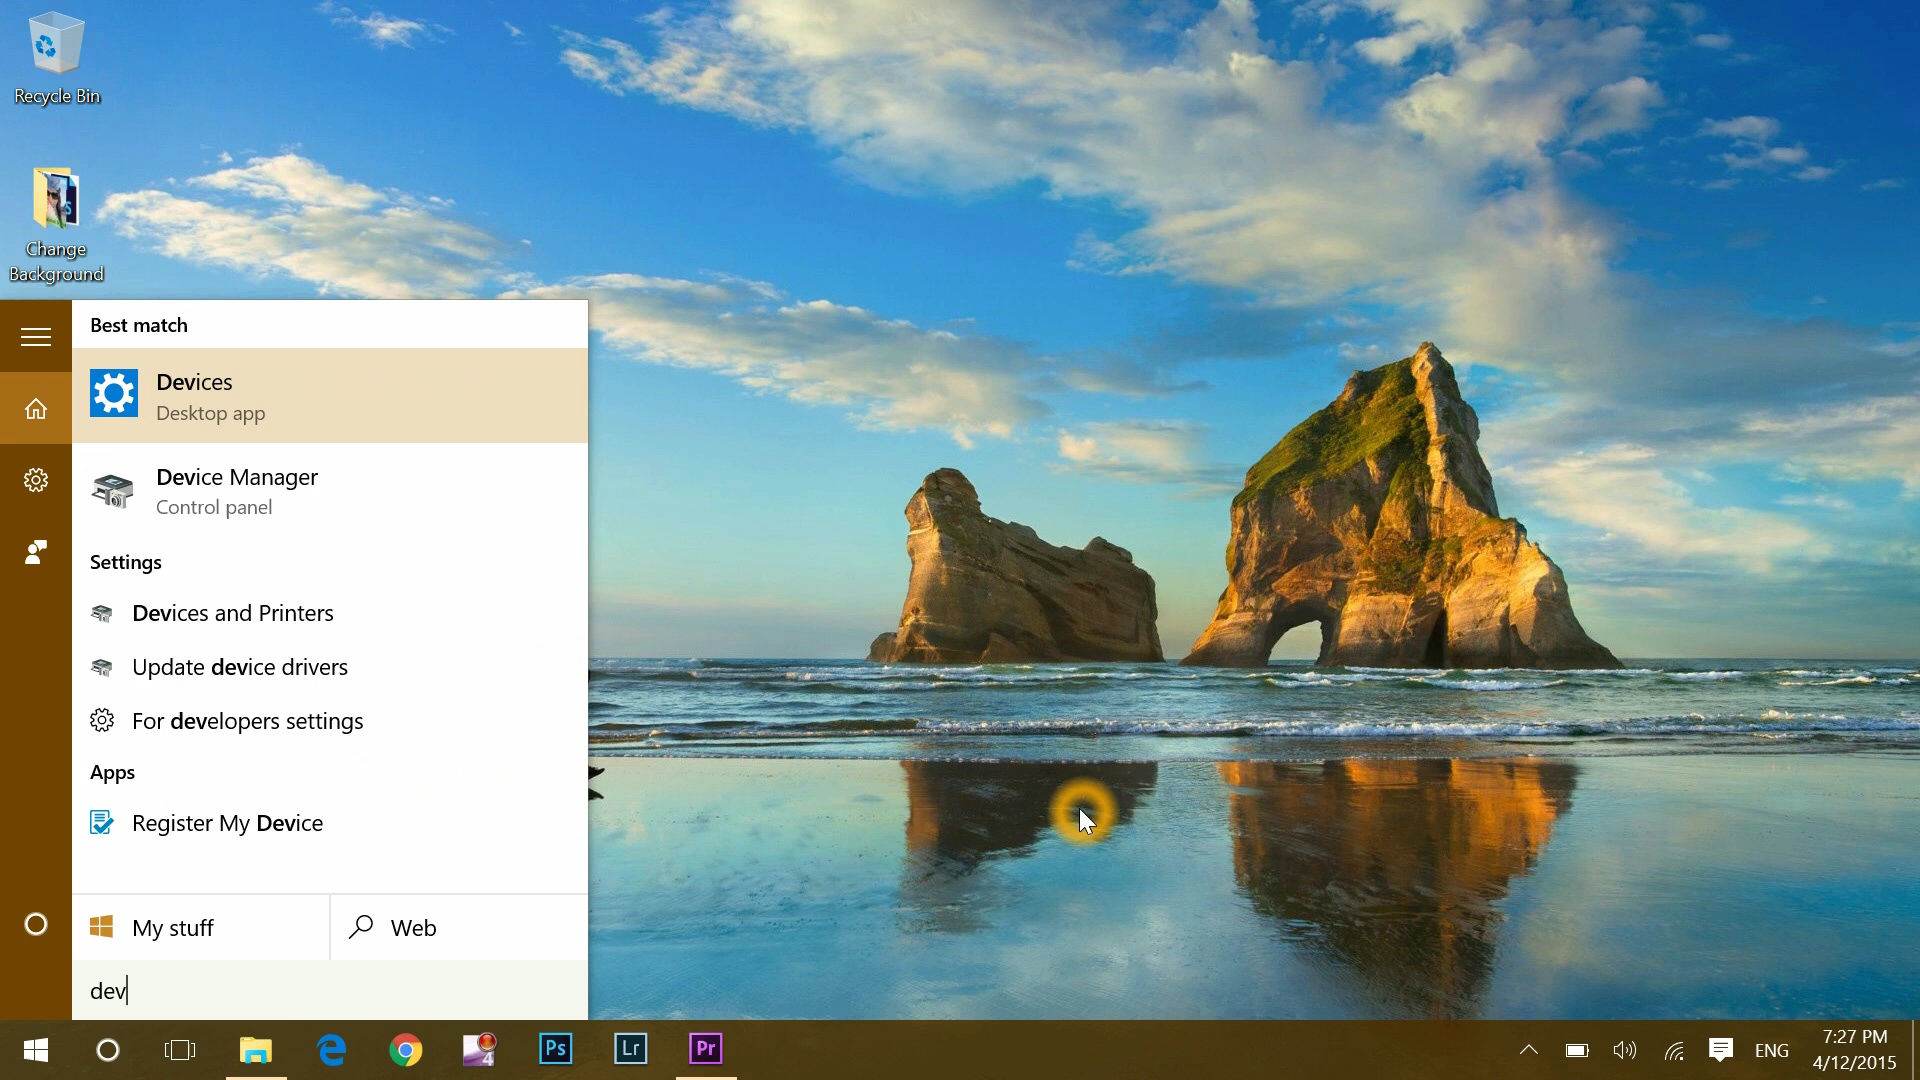 Recycle Bin
Change
Background
Best match
Devices
Desktop app
Device Manager
Control panel
Settings
Devices and Printers
Update device drivers
For developers settings
Apps
Register My Device
My stuff
Web
dev
4
Ps
Lr
Pr
ENG
7:27 PM
4/12/2015